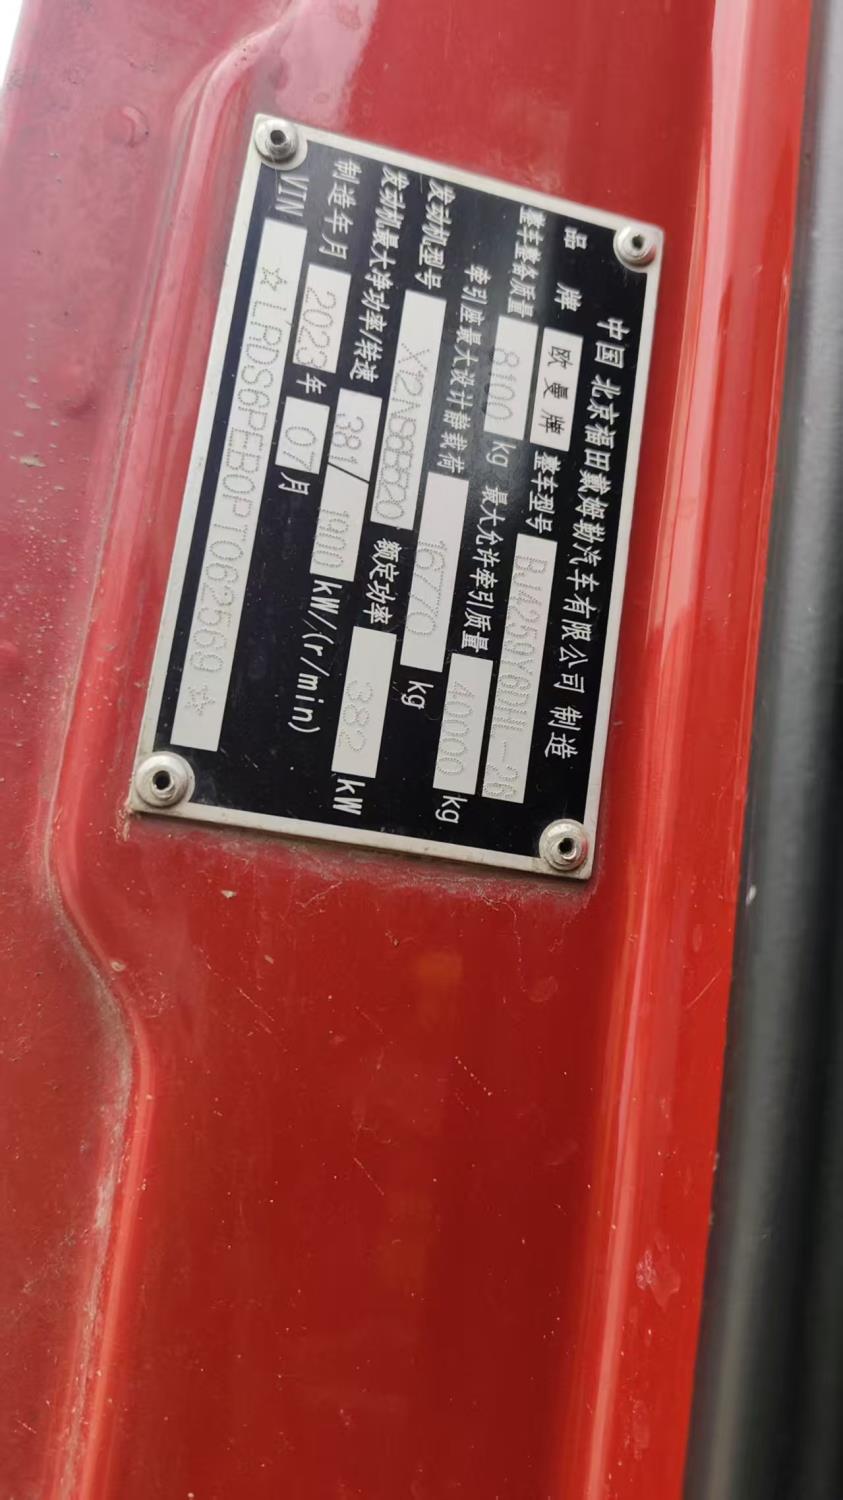 中国 北京福田戴姆勒汽车有限公司 制造
品牌 欧曼牌 整车型号 BJ4259Y6DHL-26
整车整备质量 8100 kg 最大允许牵引质量 40000 kg
牵引座最大设计静载荷 16770 kg
发动机型号 X12NS6B520 额定功率 382 kW
发动机最大净功率/转速 381/1900 kW/(r/min)
制造年月 2023 年 07 月
VIN ☆LRDS6PEB0PT062569☆